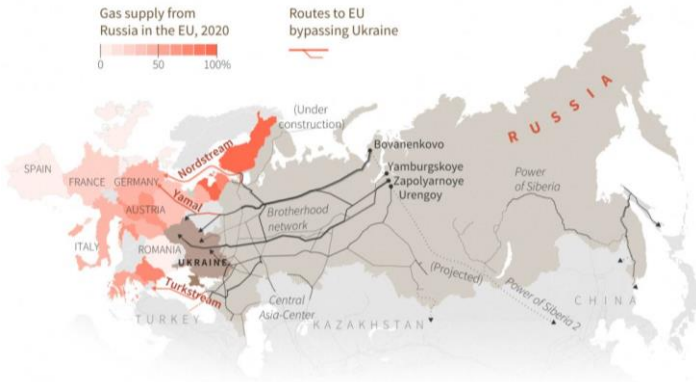 Gas supply from
Russia in the EU, 2020
0 50 100%
Routes to EU
bypassing Ukraine
(Under
construction)
RUSSIA
Bovanenkovo
Nordstream
Yamburgskoye
Zapolyarnoye
Urengoy
Power
of Siberia
SPAIN
FRANCE
GERMANY
Yamal
AUSTRIA
Brotherhood
network
ITALY
ROMANIA
UKRAINE
(Projected)
Power of Siberia 2
Turkstream
Central
Asia-Center
CHINA
TURKEY
KAZAKHSTAN